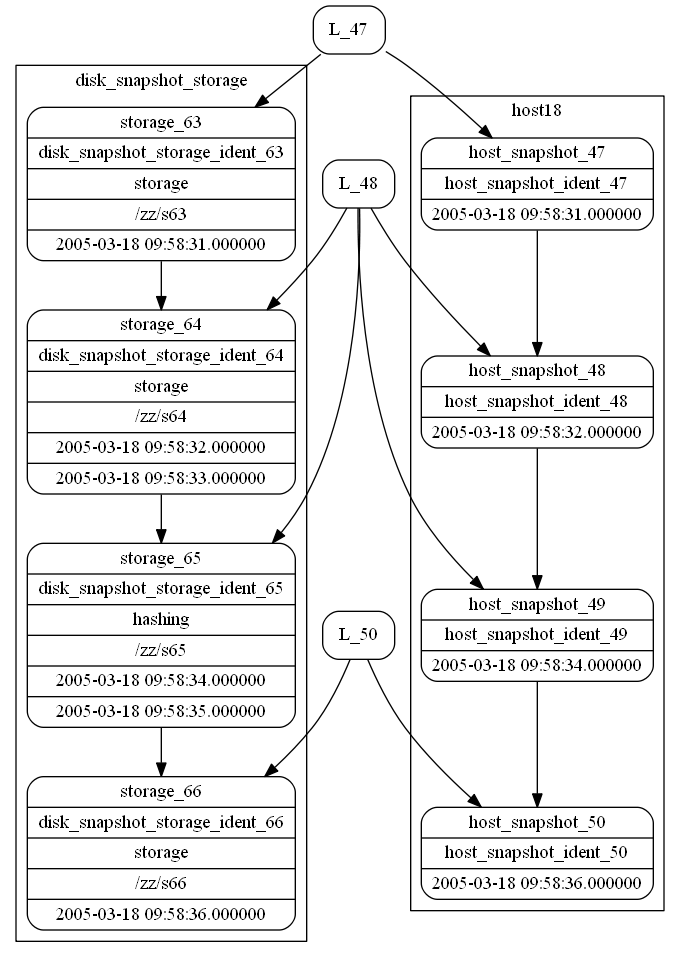 L_47
disk_snapshot_storage
storage_63
disk_snapshot_storage_ident_63
storage
/zz/s63
2005-03-18 09:58:31.000000
host18
host_snapshot_47
host_snapshot_ident_47
2005-03-18 09:58:31.000000
L_48
storage_64
disk_snapshot_storage_ident_64
storage
/zz/s64
2005-03-18 09:58:32.000000
2005-03-18 09:58:33.000000
host_snapshot_48
host_snapshot_ident_48
2005-03-18 09:58:32.000000
storage_65
disk_snapshot_storage_ident_65
hashing
/zz/s65
2005-03-18 09:58:34.000000
2005-03-18 09:58:35.000000
host_snapshot_49
host_snapshot_ident_49
2005-03-18 09:58:34.000000
L_50
storage_66
disk_snapshot_storage_ident_66
storage
/zz/s66
2005-03-18 09:58:36.000000
host_snapshot_50
host_snapshot_ident_50
2005-03-18 09:58:36.000000